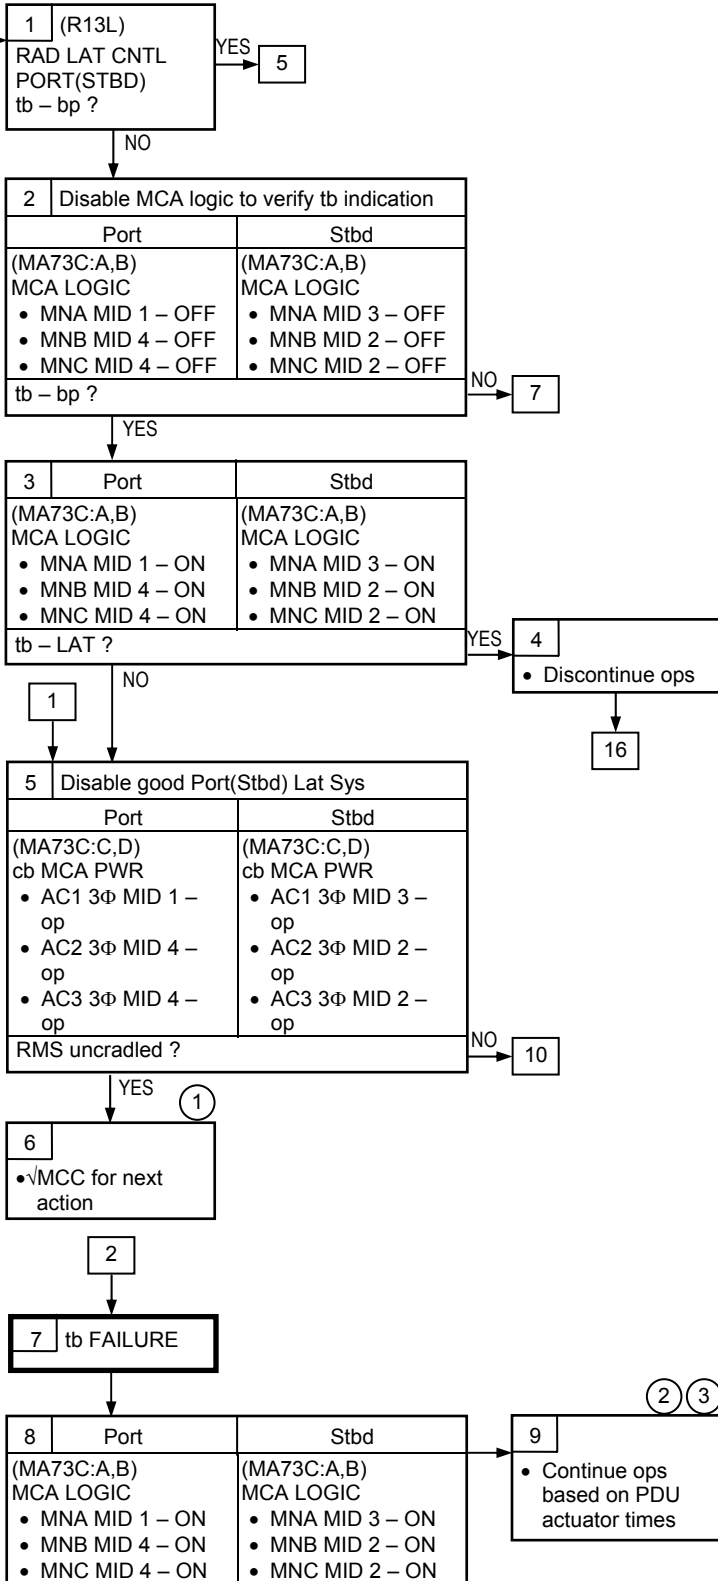 1 (R13L)
RAD LAT CNTL
PORT(STBD)
tb – bp ?
YES
5
NO
2 Disable MCA logic to verify tb indication
Port Stbd
(MA73C:A,B) (MA73C:A,B)
MCA LOGIC MCA LOGIC
• MNA MID 1 – OFF • MNA MID 3 – OFF
• MNB MID 4 – OFF • MNB MID 2 – OFF
• MNC MID 4 – OFF • MNC MID 2 – OFF
tb – bp ?
NO
7
YES
3 Port Stbd
(MA73C:A,B) (MA73C:A,B)
MCA LOGIC MCA LOGIC
• MNA MID 1 – ON • MNA MID 3 – ON
• MNB MID 4 – ON • MNB MID 2 – ON
• MNC MID 4 – ON • MNC MID 2 – ON
tb – LAT ?
YES
4
• Discontinue ops
16
NO
1
5 Disable good Port(Stbd) Lat Sys
Port Stbd
(MA73C:C,D) (MA73C:C,D)
cb MCA PWR cb MCA PWR
• AC1 3Φ MID 1 – • AC1 3Φ MID 3 –
op op
• AC2 3Φ MID 4 – • AC2 3Φ MID 2 –
op op
• AC3 3Φ MID 4 – • AC3 3Φ MID 2 –
op op
RMS uncradled ?
NO
10
YES
1
6
•√MCC for next
action
2
7 tb FAILURE
8 Port Stbd
(MA73C:A,B) (MA73C:A,B)
MCA LOGIC MCA LOGIC
• MNA MID 1 – ON • MNA MID 3 – ON
• MNB MID 4 – ON • MNB MID 2 – ON
• MNC MID 4 – ON • MNC MID 2 – ON
2 3
9
• Continue ops
based on PDU
actuator times